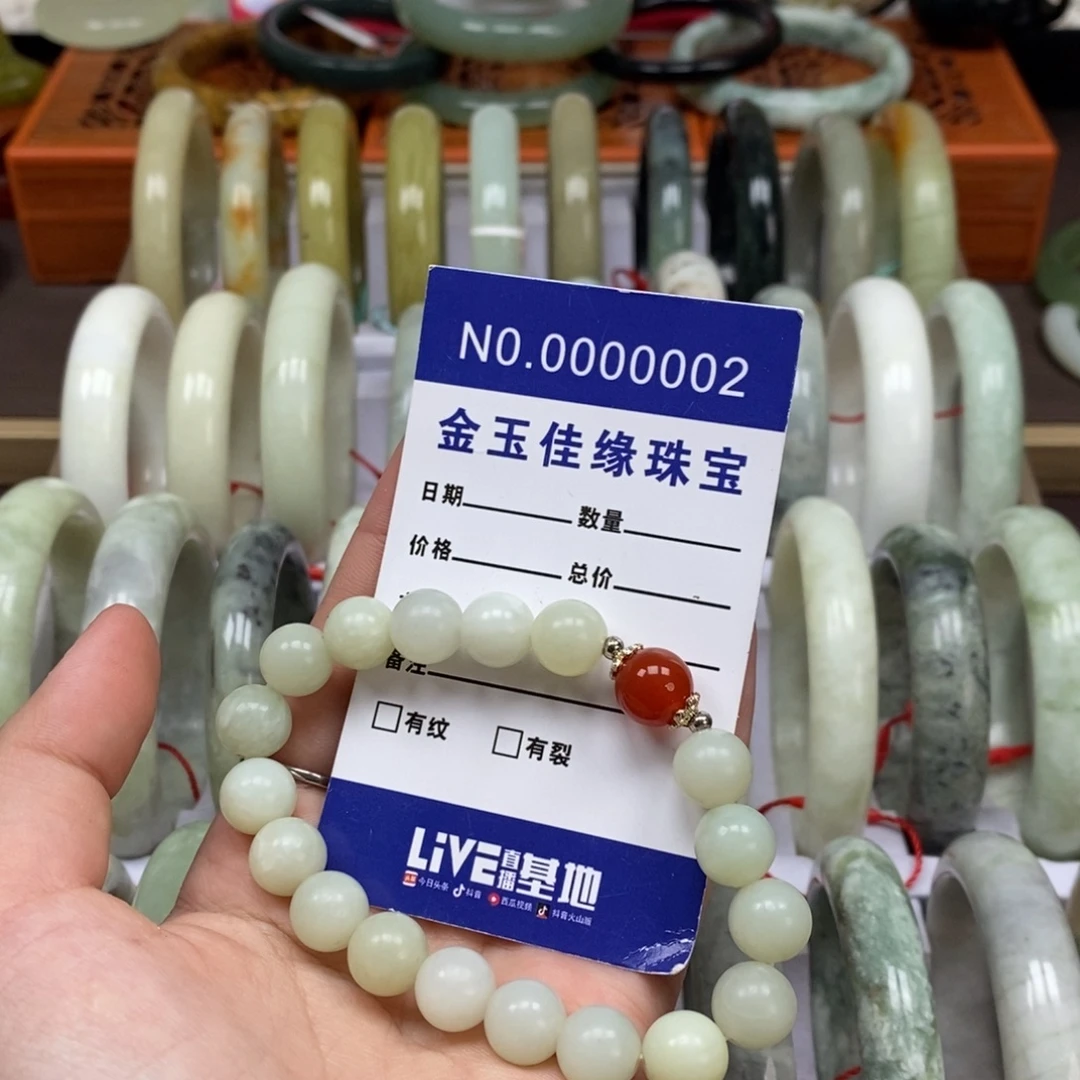 NO.0000002
金玉佳缘珠宝
日期 数量
价格 总价
备注
有纹 有裂
LiVE直播基地
今日头条 抖音 西瓜视频 抖音火山版